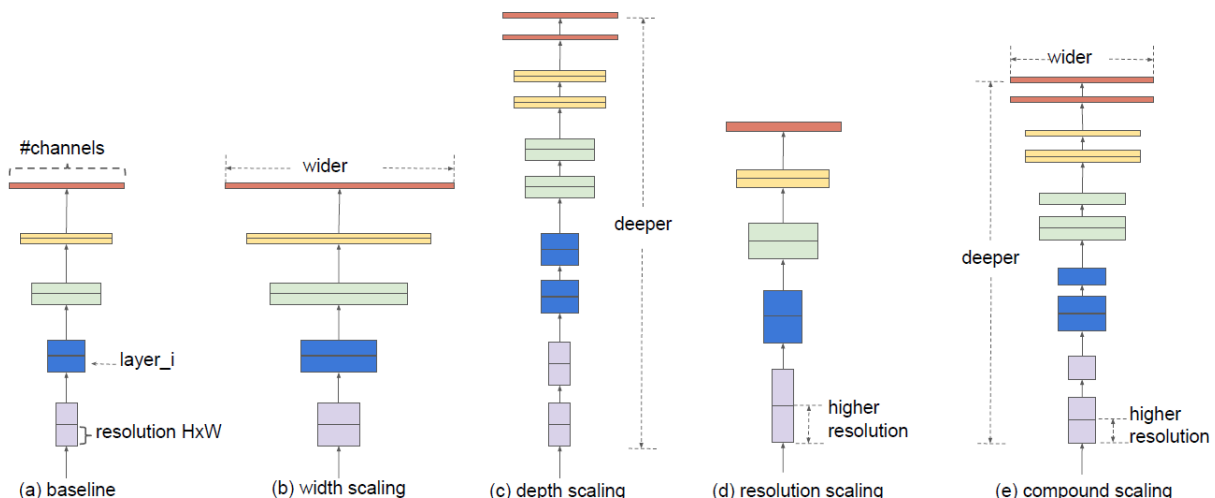 #channels
layer_i
resolution HxW
(a) baseline
wider
(b) width scaling
deeper
(c) depth scaling
higher
resolution
(d) resolution scaling
wider
deeper
higher
resolution
(e) compound scaling